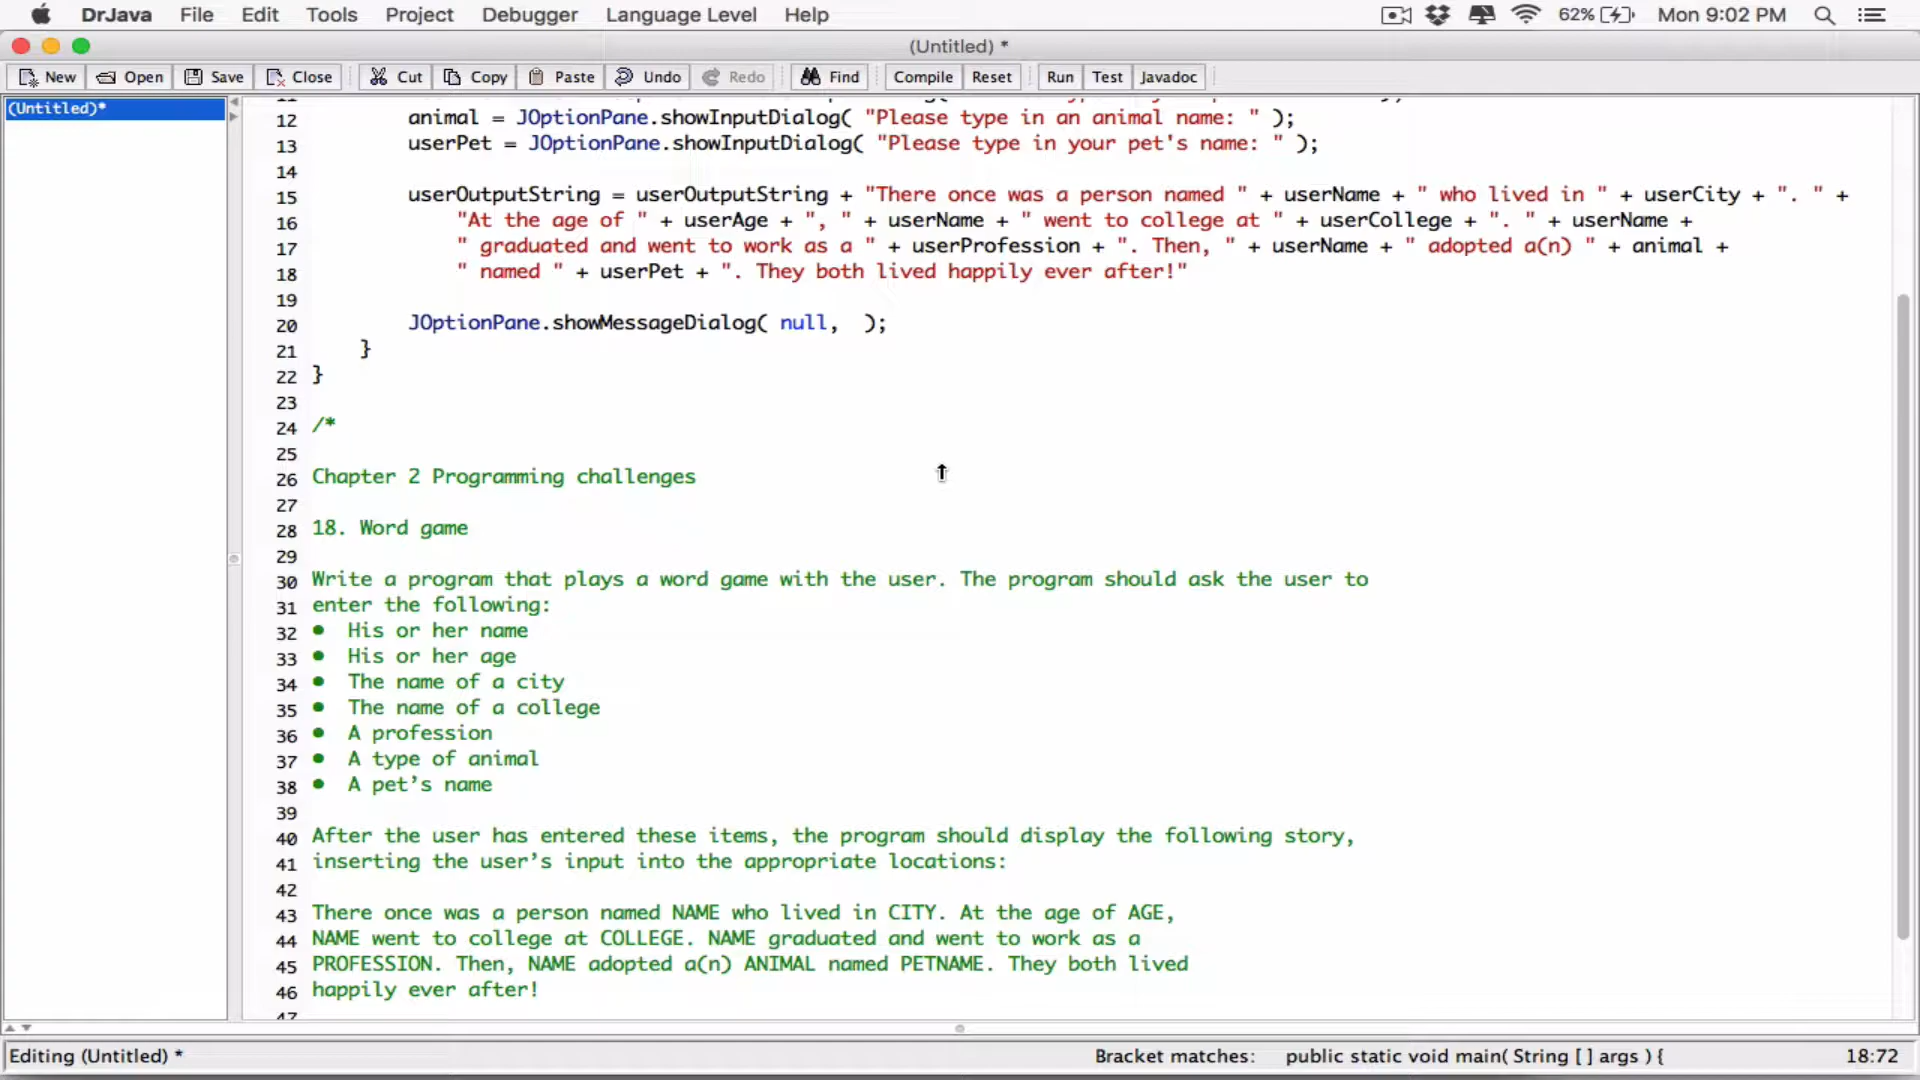 DrJava File Edit Tools Project Debugger Language Level Help 62% Mon 9:02 PM
(Untitled) *
New Open Save Close Cut Copy Paste Undo Redo Find Compile Reset Run Test Javadoc
(Untitled)*
11
12 animal = JOptionPane.showInputDialog( "Please type in an animal name: " );
13 userPet = JOptionPane.showInputDialog( "Please type in your pet's name: " );
14
15 userOutputString = userOutputString + "There once was a person named " + userName + " who lived in " + userCity + ". " +
16 "At the age of " + userAge + ", " + userName + " went to college at " + userCollege + ". " + userName +
17 " graduated and went to work as a " + userProfession + ". Then, " + userName + " adopted a(n) " + animal +
18 " named " + userPet + ". They both lived happily ever after!"
19
20 JOptionPane.showMessageDialog( null,  );
21 }
22 }
23
24 /*
25
26 Chapter 2 Programming challenges
27
28 18. Word game
29
30 Write a program that plays a word game with the user. The program should ask the user to
31 enter the following:
32 • His or her name
33 • His or her age
34 • The name of a city
35 • The name of a college
36 • A profession
37 • A type of animal
38 • A pet’s name
39
40 After the user has entered these items, the program should display the following story,
41 inserting the user’s input into the appropriate locations:
42
43 There once was a person named NAME who lived in CITY. At the age of AGE,
44 NAME went to college at COLLEGE. NAME graduated and went to work as a
45 PROFESSION. Then, NAME adopted a(n) ANIMAL named PETNAME. They both lived
46 happily ever after!
47
Editing (Untitled) * Bracket matches: public static void main( String [ ] args ) { 18:72